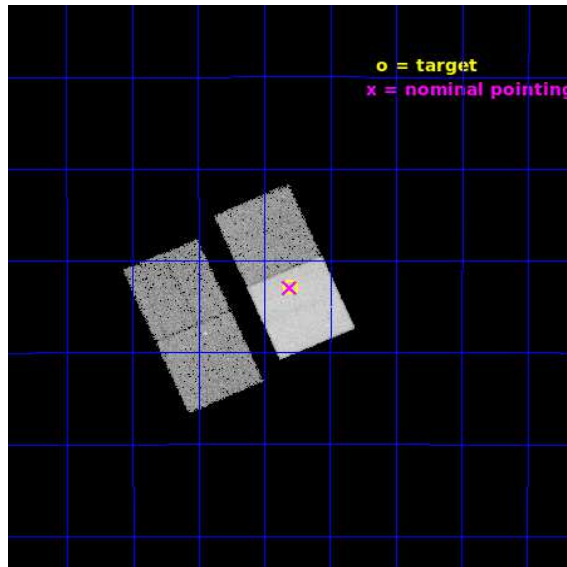 o = target
x = nominal pointing